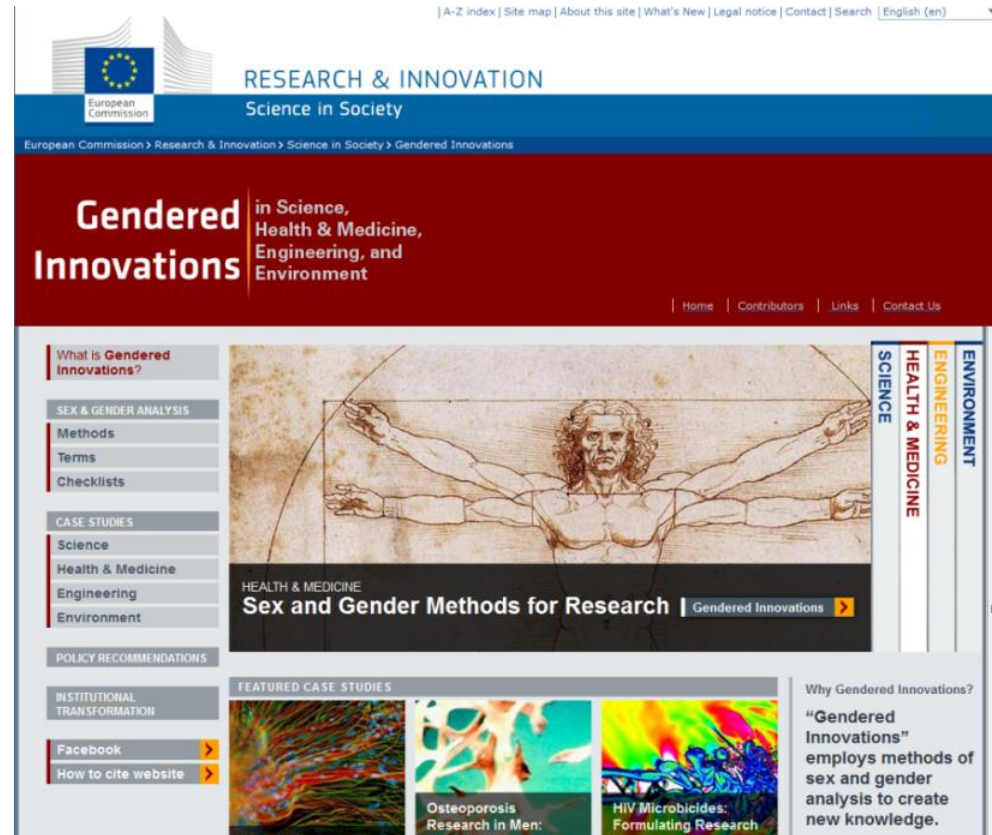 | A-Z index | Site map | About this site | What's New | Legal notice | Contact | Search | English (en)
European
Commission
RESEARCH & INNOVATION
Science in Society
European Commission > Research & Innovation > Science in Society > Gendered Innovations
Gendered
Innovations
in Science,
Health & Medicine,
Engineering, and
Environment
| Home | Contributors | Links | Contact Us
What is Gendered
Innovations?
SEX & GENDER ANALYSIS
Methods
Terms
Checklists
CASE STUDIES
Science
Health & Medicine
Engineering
Environment
POLICY RECOMMENDATIONS
INSTITUTIONAL
TRANSFORMATION
Facebook
How to cite website
HEALTH & MEDICINE
Sex and Gender Methods for Research | Gendered Innovations
SCIENCE
HEALTH & MEDICINE
ENGINEERING
ENVIRONMENT
FEATURED CASE STUDIES
Osteoporosis
Research in Men:
HIV Microbicides:
Formulating Research
Why Gendered Innovations?
“Gendered
Innovations”
employs methods of
sex and gender
analysis to create
new knowledge.